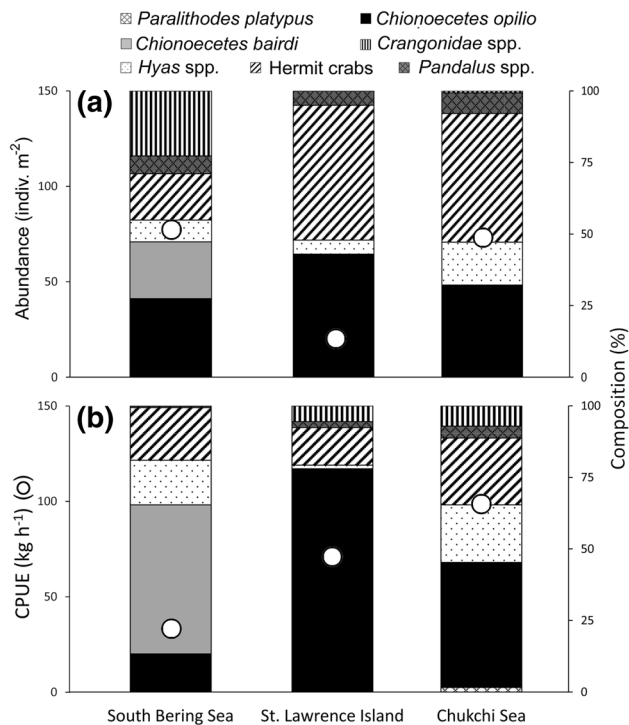 Paralithodes platypus Chionoecetes opilio
Chionoecetes bairdi Crangonidae spp.
Hyas spp. Hermit crabs Pandalus spp.
(a)
Abundance (indiv. m-2)
150
100
50
0
100
75
50
25
0
(b)
CPUE (kg h-1) (O)
150
100
50
0
100
75
50
25
0
Composition (%)
South Bering Sea St. Lawrence Island Chukchi Sea